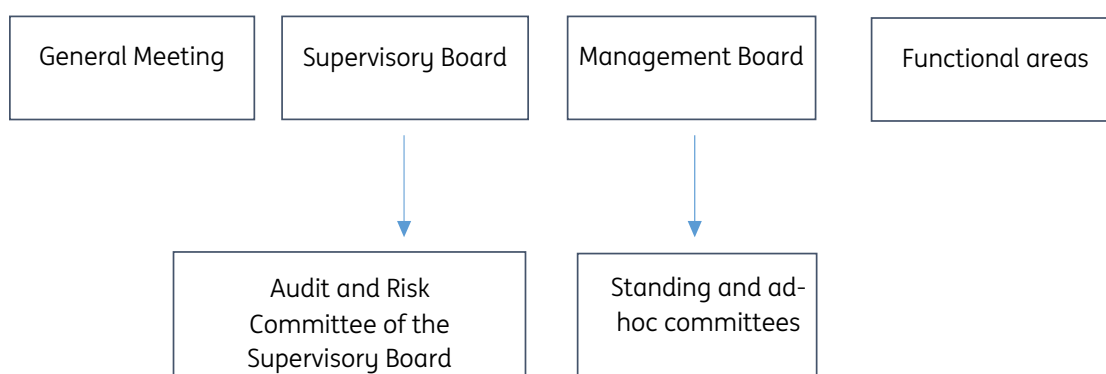 General Meeting
Supervisory Board
Management Board
Functional areas
Audit and Risk
Committee of the
Supervisory Board
Standing and ad-
hoc committees